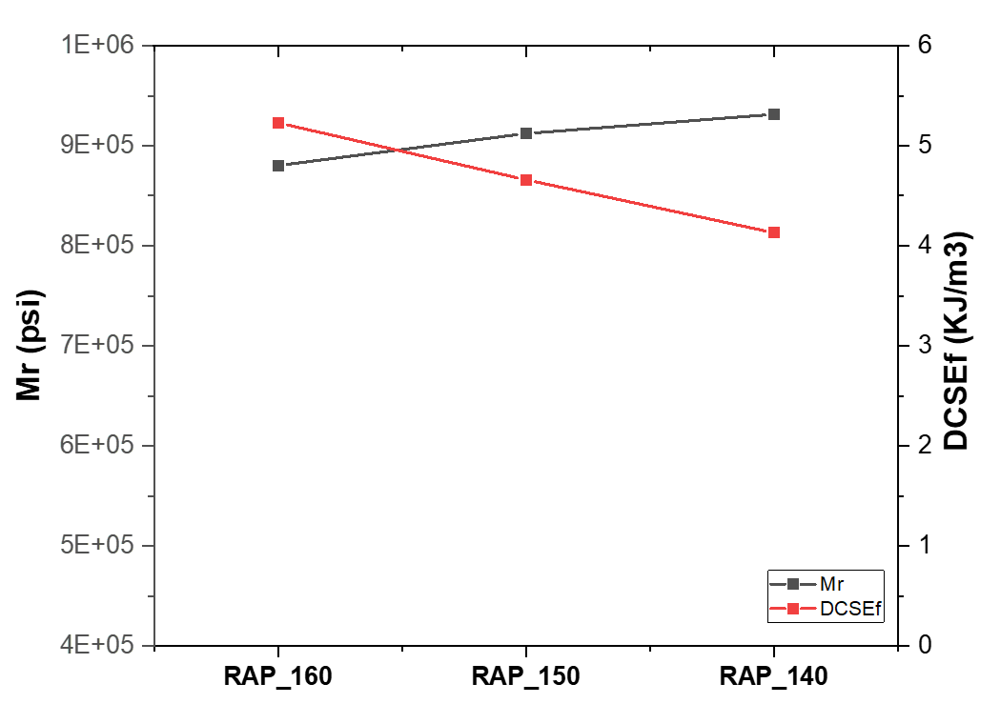 1E+06
9E+05
8E+05
7E+05
6E+05
5E+05
4E+05
Mr (psi)
6
5
4
3
2
1
0
DCSEf (KJ/m3)
Mr
DCSEf
RAP_160
RAP_150
RAP_140